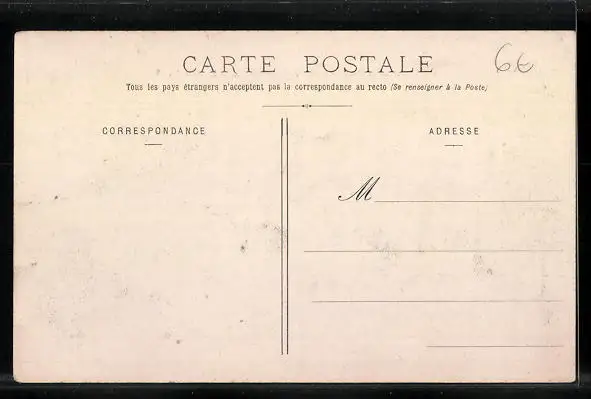 CARTE POSTALE
6€
Tous les pays étrangers n'acceptent pas la correspondance au recto (Se renseigner à la Poste)
CORRESPONDANCE
ADRESSE
M